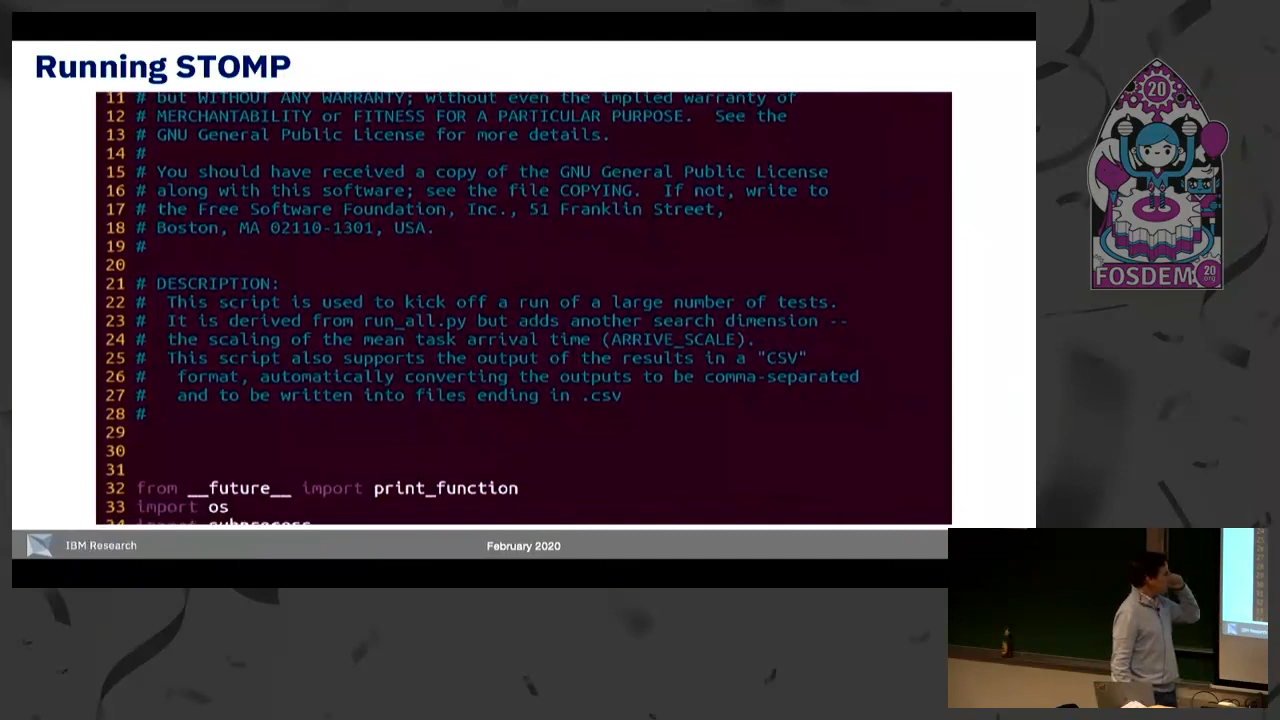 Running STOMP
11 # but WITHOUT ANY WARRANTY; without even the implied warranty of
12 # MERCHANTABILITY or FITNESS FOR A PARTICULAR PURPOSE.  See the
13 # GNU General Public License for more details.
14 #
15 # You should have received a copy of the GNU General Public License
16 # along with this software; see the file COPYING.  If not, write to
17 # the Free Software Foundation, Inc., 51 Franklin Street,
18 # Boston, MA 02110-1301, USA.
19 #
20
21 # DESCRIPTION:
22 #  This script is used to kick off a run of a large number of tests.
23 #  It is derived from run_all.py but adds another search dimension --
24 #  the scaling of the mean task arrival time (ARRIVE_SCALE).
25 #  This script also supports the output of the results in a "CSV"
26 #   format, automatically converting the outputs to be comma-separated
27 #   and to be written into files ending in .csv
28 #
29
30
31
32 from __future__ import print_function
33 import os
34 import subprocess
IBM Research
February 2020
20
FOSDEM
20
.org
IBM Research